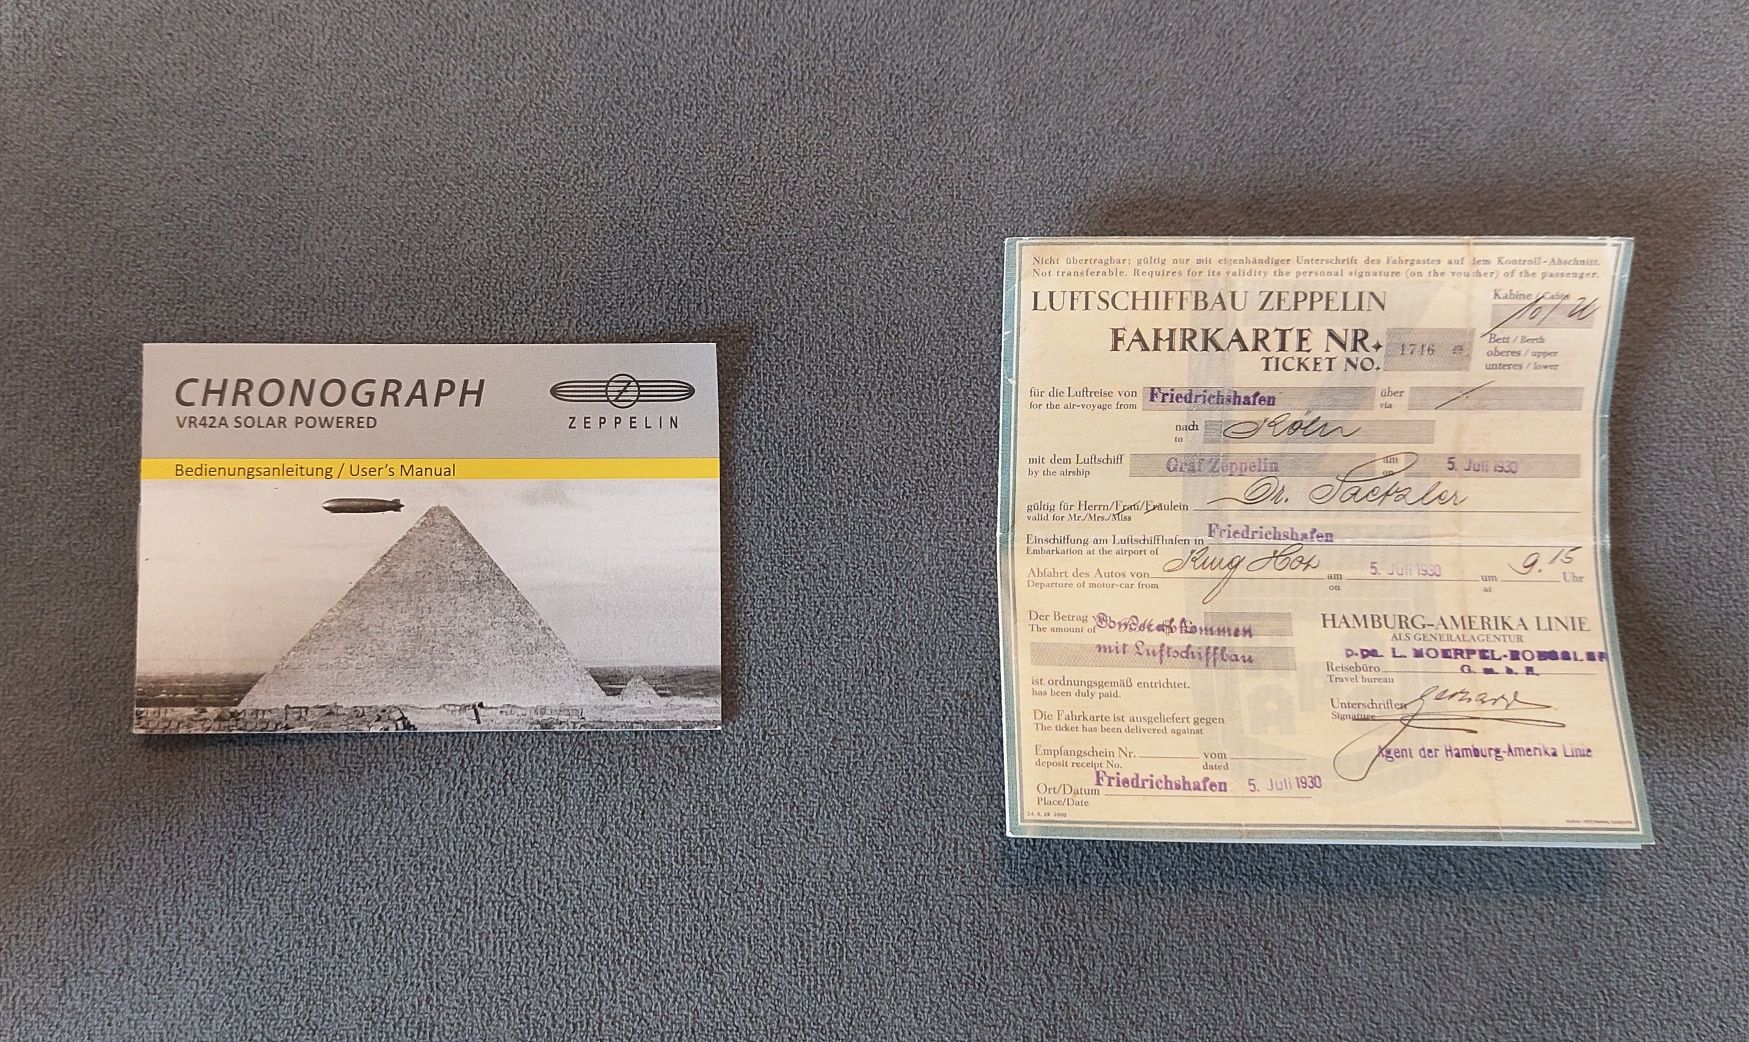 CHRONOGRAPH
VR42A SOLAR POWERED
ZEPPELIN
Bedienungsanleitung / User's Manual
Nicht übertragbar; gültig nur mit eigenhändiger Unterschrift des Fahrgastes auf dem Kontroll-Abschnitt.
Not transferable. Requires for its validity the personal signature (on the voucher) of the passenger.
LUFTSCHIFFBAU ZEPPELIN
Kabine / Cabin
FAHRKARTE NR.
TICKET NO.
1746
Bett / Berth
oberes / upper
unteres / lower
für die Luftreise von Friedrichshafen über
for the air-voyage from via
nach Köln
to
mit dem Luftschiff Graf Zeppelin am 5. Juli 1930
by the airship on
gültig für Herrn/Frau/Fräulein Dr.
valid for Mr./Mrs./Miss
Einschiffung am Luftschiffhafen in Friedrichshafen
Embarkation at the airport of
Abfahrt des Autos von am 5. Juli 1930 um 9.15 Uhr
Departure of motor-car from on at
Der Betrag
The amount of
mit Luftschiffbau
ist ordnungsgemäß entrichtet.
has been duly paid.
Die Fahrkarte ist ausgeliefert gegen
The ticket has been delivered against
Empfangschein Nr. vom
deposit receipt No. dated
Ort/Datum Friedrichshafen 5. Juli 1930
Place/Date
HAMBURG-AMERIKA LINIE
ALS GENERALAGENTUR
Reisebüro G. m. b. H.
Travel bureau
Unterschriften
Signature
Agent der Hamburg-Amerika Linie